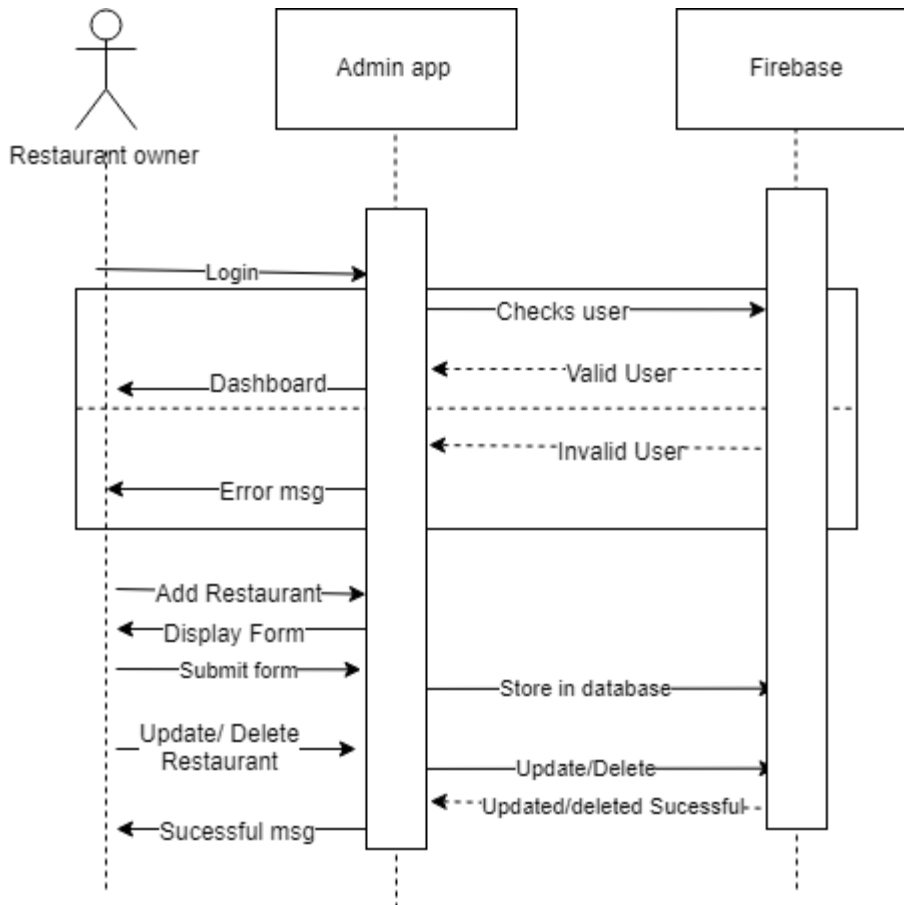 Admin app
Firebase
Restaurant owner
Login
Checks user
Valid User
Dashboard
Invalid User
Error msg
Add Restaurant
Display Form
Submit form
Store in database
Update/ Delete
Restaurant
Update/Delete
Updated/deleted Sucessful
Sucessful msg